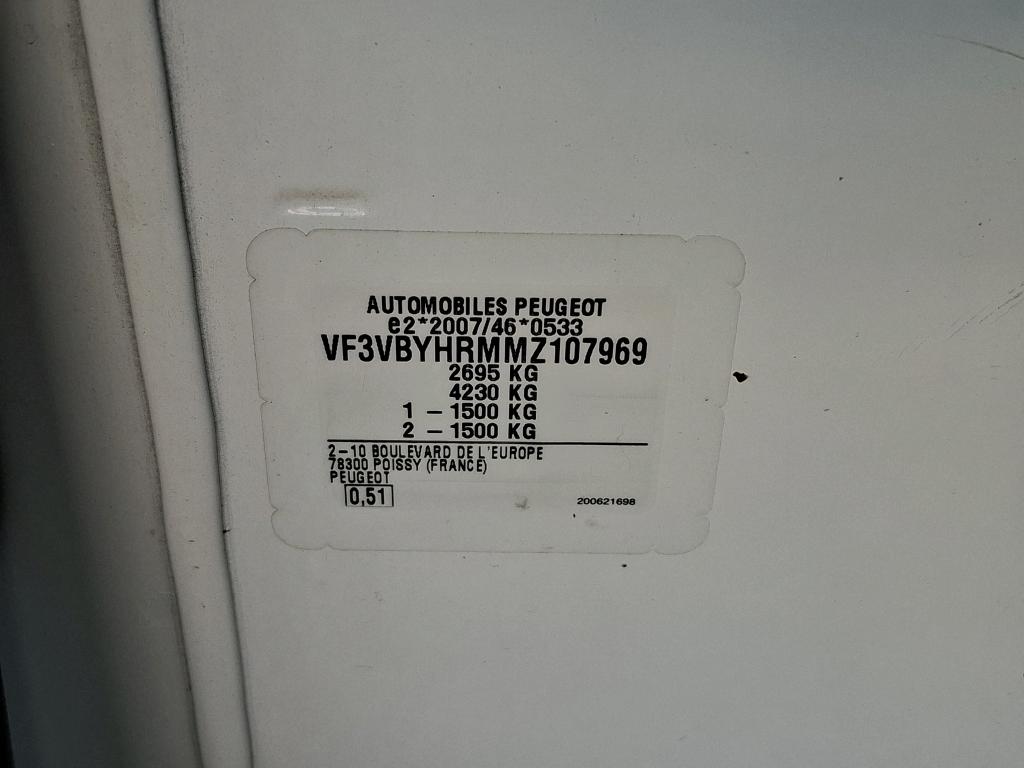 AUTOMOBILES PEUGEOT
e2*2007/46*0533
VF3VBYHRMMZ107969
2695 KG
4230 KG
1 – 1500 KG
2 – 1500 KG
2–10 BOULEVARD DE L'EUROPE
78300 POISSY (FRANCE)
PEUGEOT
0,51
200621698